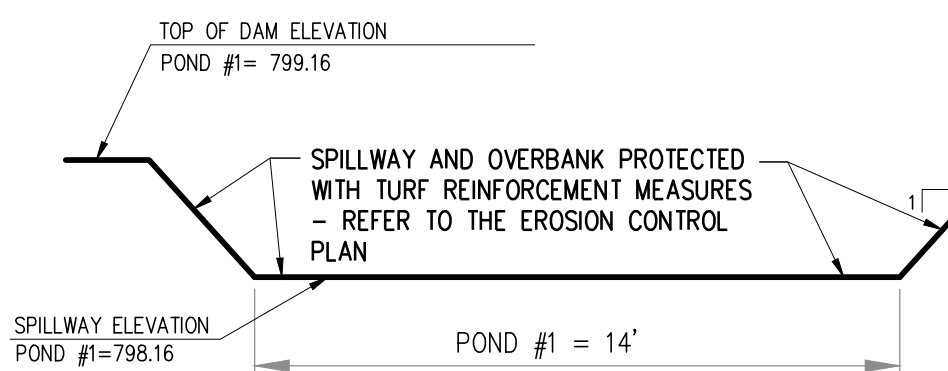 TOP OF DAM ELEVATION
POND #1= 799.16
SPILLWAY AND OVERBANK PROTECTED
WITH TURF REINFORCEMENT MEASURES
- REFER TO THE EROSION CONTROL
PLAN
1
SPILLWAY ELEVATION
POND #1=798.16
POND #1 = 14'